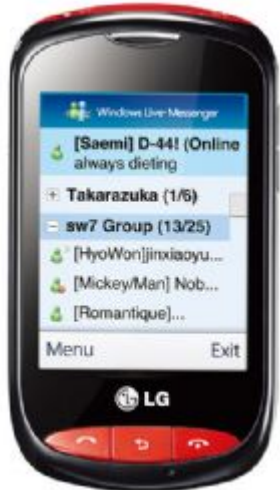 Windows Live Messenger
[Saemi] D-44! (Online
always dieting
Takarazuka (1/6)
sw7 Group (13/25)
[HyoWon]jinxiaoyu...
[Mickey/Man] Nob...
[Romantique]...
Menu Exit
LG